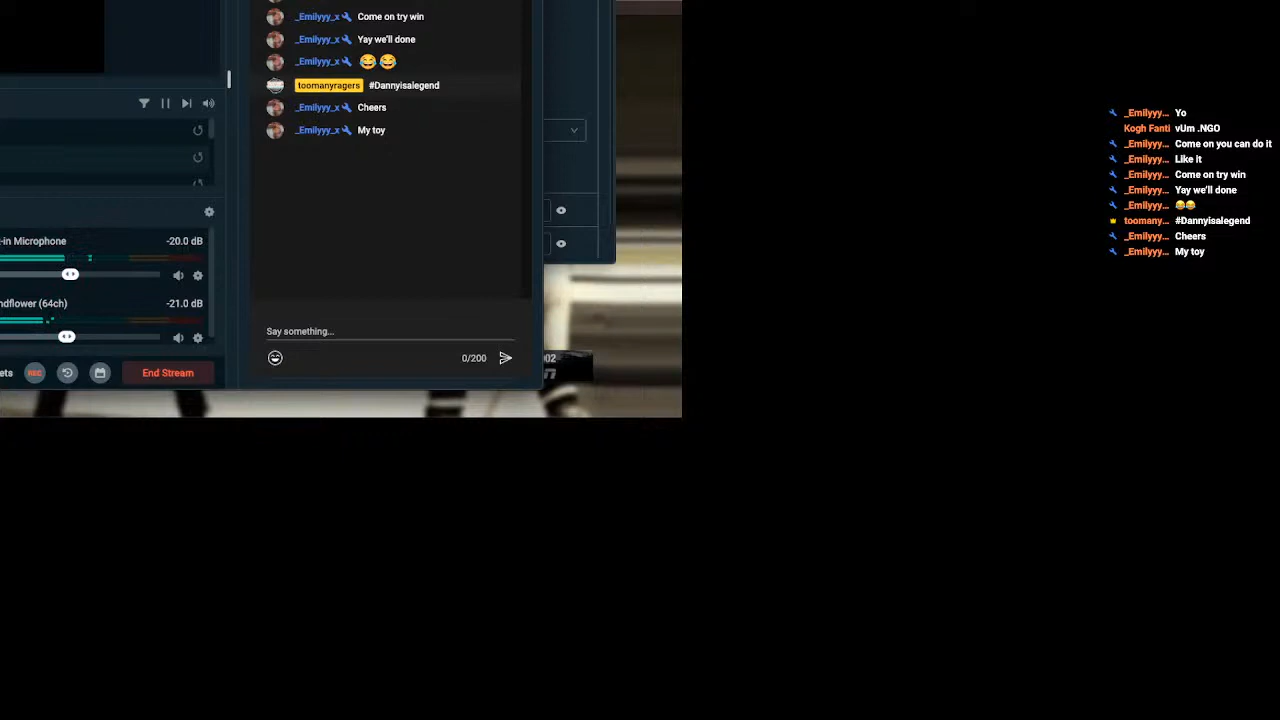 _Emilyyy_x Come on try win
_Emilyyy_x Yay we'll done
_Emilyyy_x 😂 😂
toomanyragers #Dannyisalegend
_Emilyyy_x Cheers
_Emilyyy_x My toy
-in Microphone -20.0 dB
ndflower (64ch) -21.0 dB
Say something...
0/200
ets REC End Stream
002
_Emilyyy... Yo
Kogh Fanti vUm .NGO
_Emilyyy... Come on you can do it
_Emilyyy... Like it
_Emilyyy... Come on try win
_Emilyyy... Yay we'll done
_Emilyyy... 😂😂
toomany... #Dannyisalegend
_Emilyyy... Cheers
_Emilyyy... My toy